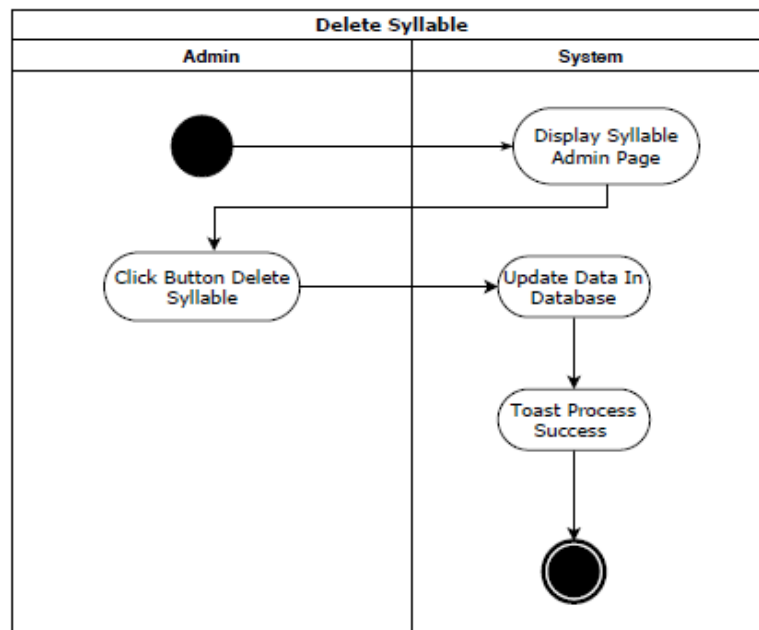 Delete Syllable
Admin
System
Display Syllable
Admin Page
Click Button Delete
Syllable
Update Data In
Database
Toast Process
Success